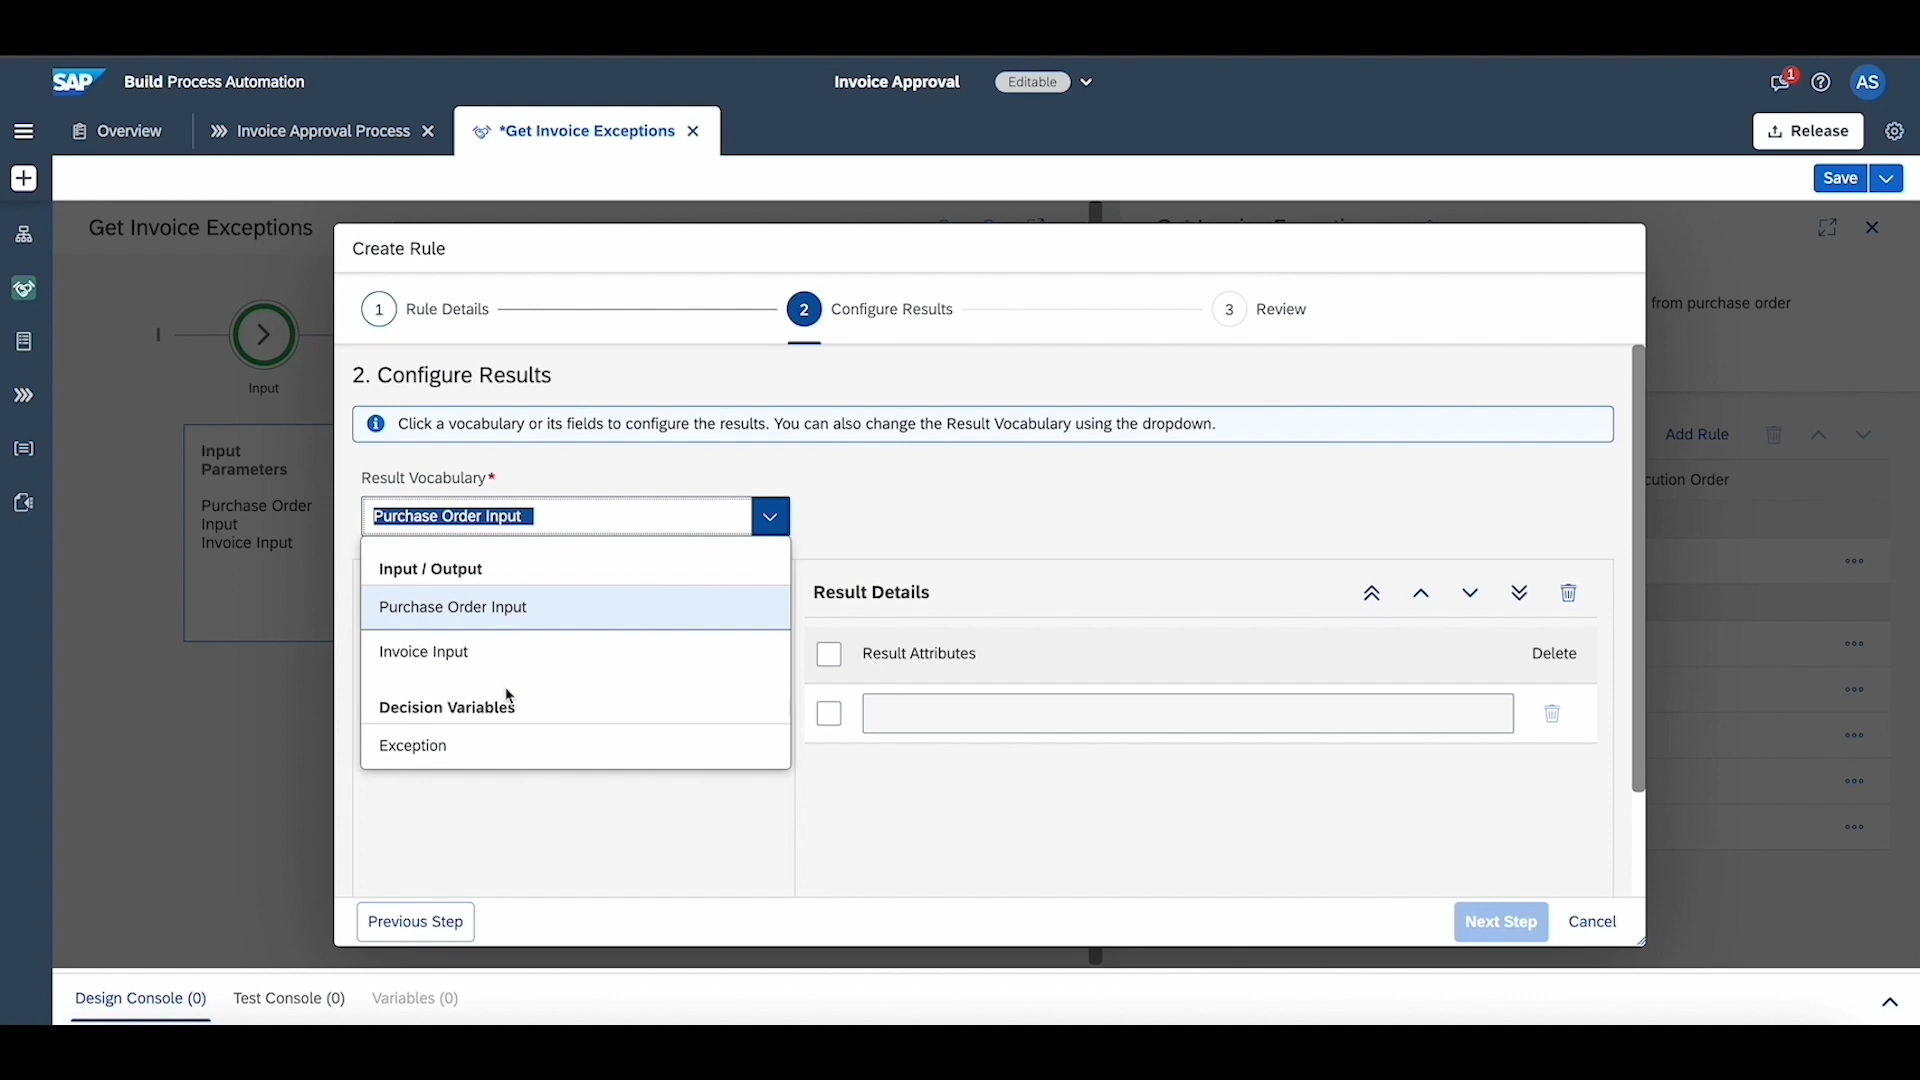 SAP Build Process Automation
Invoice Approval
Editable
1
AS
Overview
Invoice Approval Process
*Get Invoice Exceptions
Release
Save
Get Invoice Exceptions
Create Rule
1 Rule Details
2 Configure Results
3 Review
from purchase order
Input
2. Configure Results
Click a vocabulary or its fields to configure the results. You can also change the Result Vocabulary using the dropdown.
Add Rule
Input
Parameters
Purchase Order
Input
Invoice Input
Result Vocabulary*
Purchase Order Input
Input / Output
Purchase Order Input
Invoice Input
Decision Variables
Exception
Result Details
Result Attributes
Delete
cution Order
Previous Step
Next Step
Cancel
Design Console (0)
Test Console (0)
Variables (0)